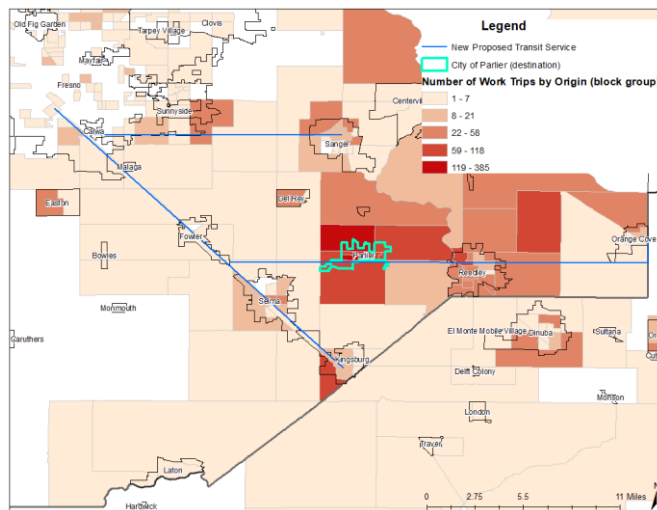 Old Fig Garden
Clovis
Tarpey Village
Legend
New Proposed Transit Service
City of Parlier (destination)
Number of Work Trips by Origin (block group
1 - 7
8 - 21
22 - 58
59 - 118
119 - 385
Mayfair
Fresno
Centerville
Sunnyside
Calwa
Sanger
Malaga
Easton
Del Rey
Fowler
Orange Cove
Bowles
Parlier
Reedley
Selma
Monmouth
El Monte Mobile Village
Dinuba
Sultana
Caruthers
Kingsburg
Delft Colony
Cut
Monson
London
Traver
Laton
Hardwick
0 2.75 5.5 11 Miles